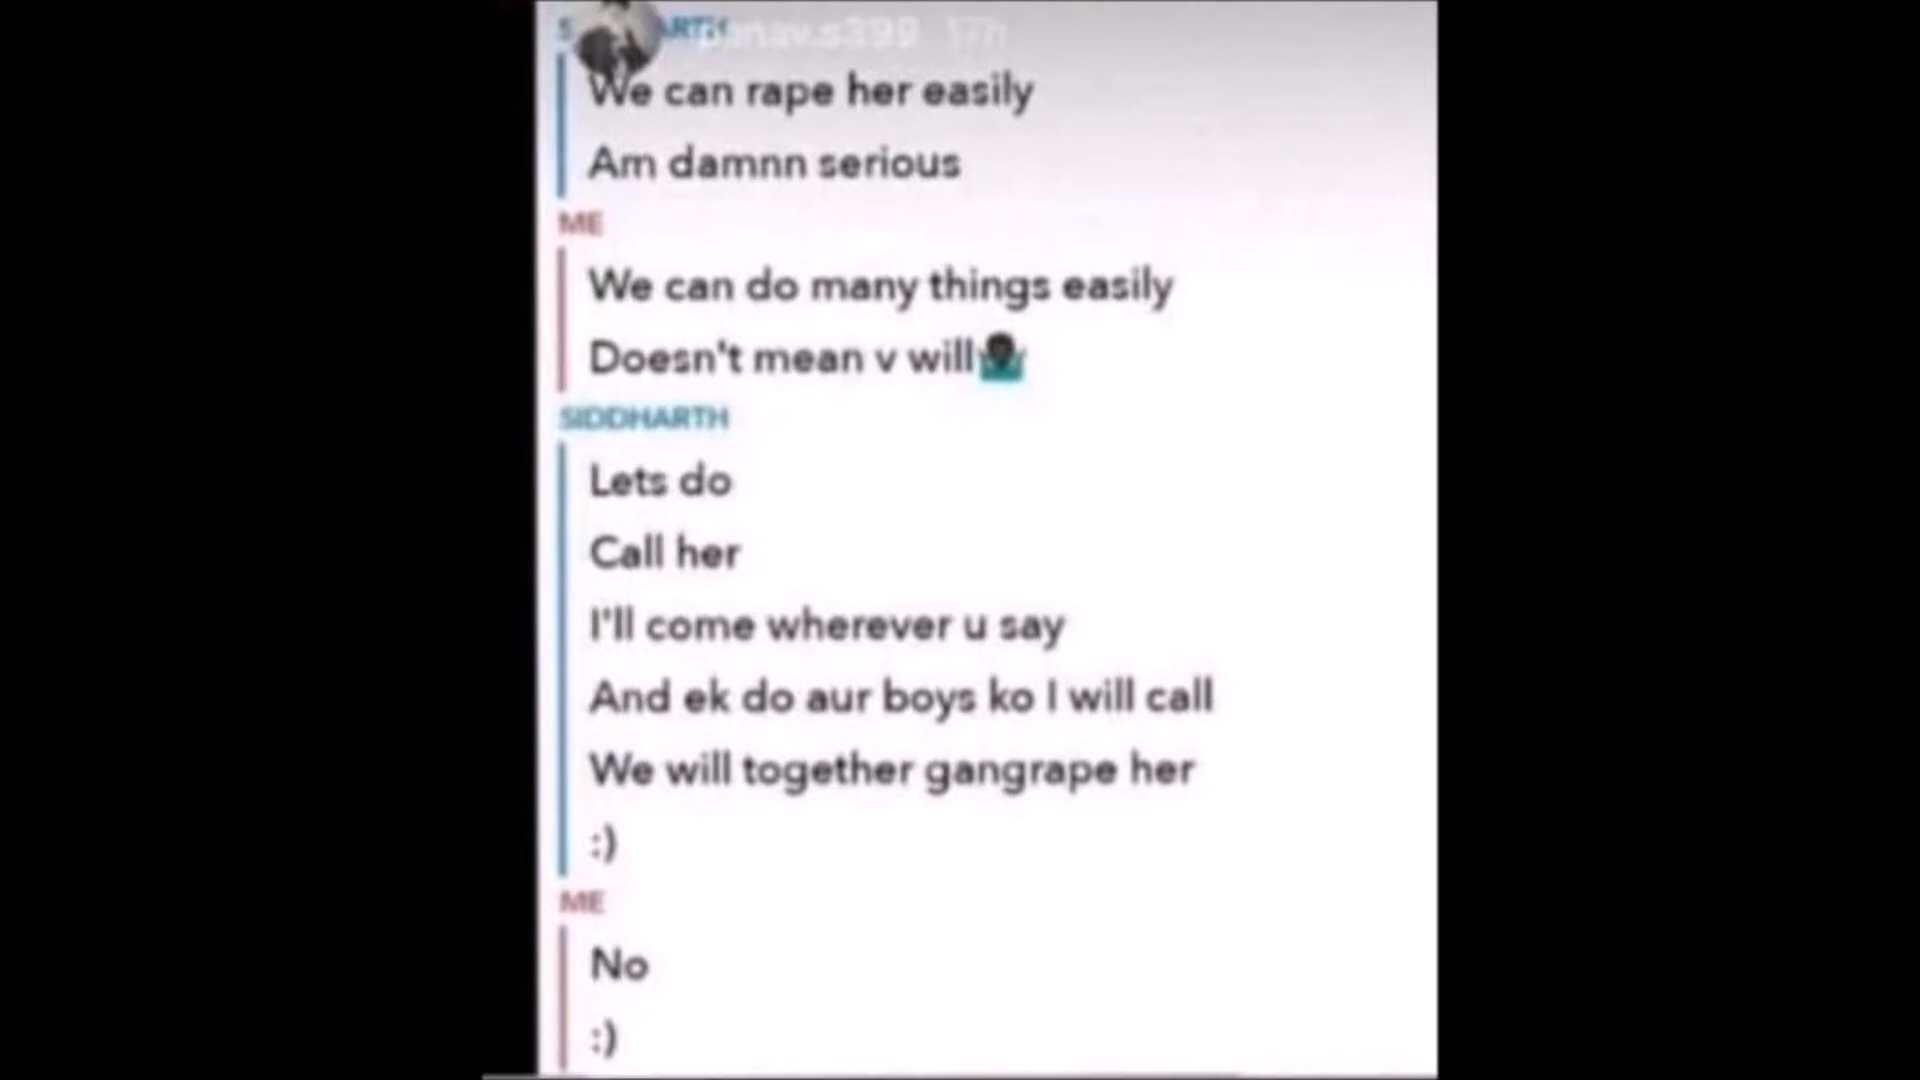 We can rape her easily
Am damnn serious
ME
We can do many things easily
Doesn't mean v will
SIDDHARTH
Lets do
Call her
I'll come wherever u say
And ek do aur boys ko I will call
We will together gangrape her
:)
ME
No
:)